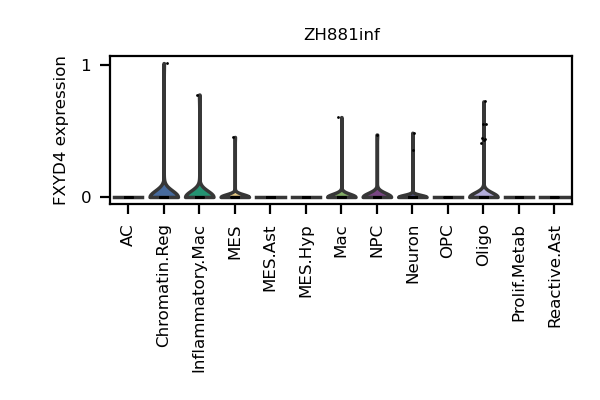 ZH881inf
FXYD4 expression
1
0
AC
Chromatin.Reg
Inflammatory.Mac
MES
MES.Ast
MES.Hyp
Mac
NPC
Neuron
OPC
Oligo
Prolif.Metab
Reactive.Ast